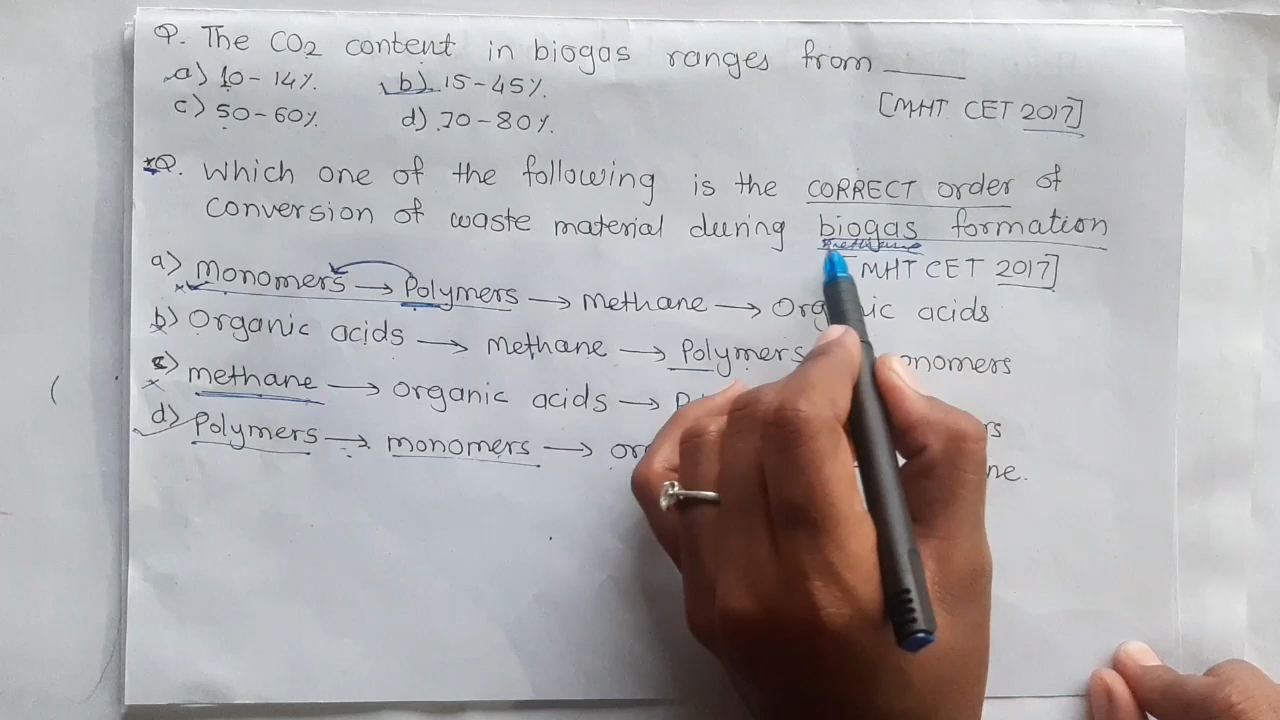 Q. The CO2 content in biogas ranges from ____
a) 10-14%. b) 15-45%.
c) 50-60%. d) 70-80%.
[MHT CET 2017]
*Q. Which one of the following is the CORRECT order of
conversion of waste material during biogas formation
methane
[MHT CET 2017]
a) Monomers → Polymers → Methane → Organic acids
b) Organic acids → Methane → Polymers
c) methane → organic acids →
d) Polymers → monomers →